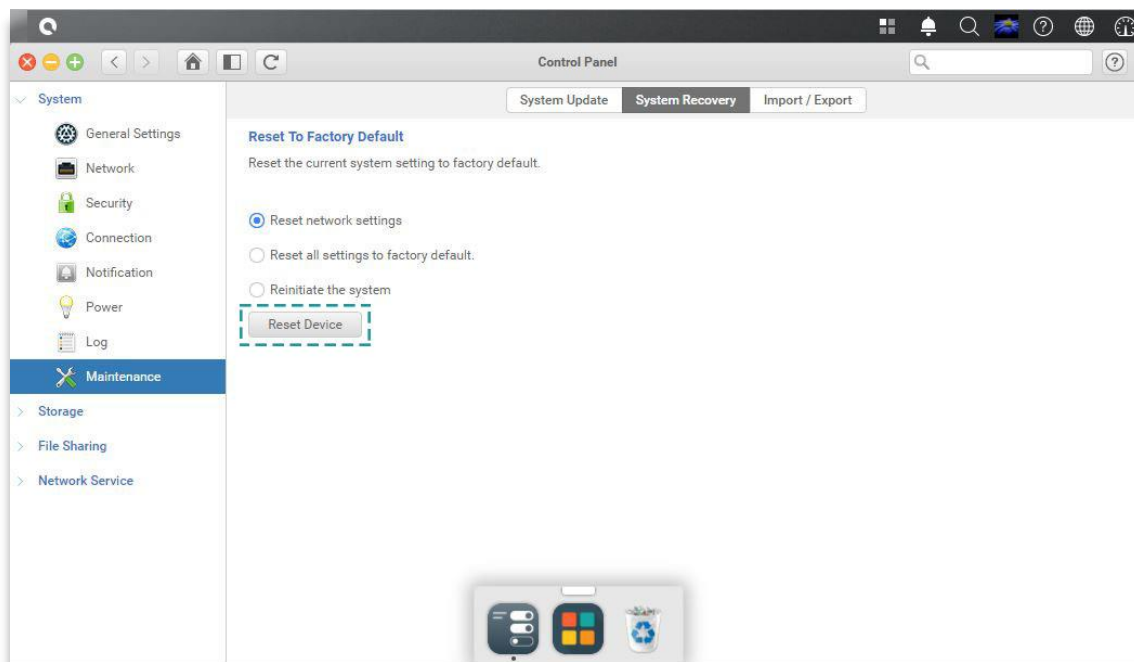 Control Panel
System
General Settings
Network
Security
Connection
Notification
Power
Log
Maintenance
Storage
File Sharing
Network Service
System Update
System Recovery
Import / Export
Reset To Factory Default
Reset the current system setting to factory default.
Reset network settings
Reset all settings to factory default.
Reinitiate the system
Reset Device